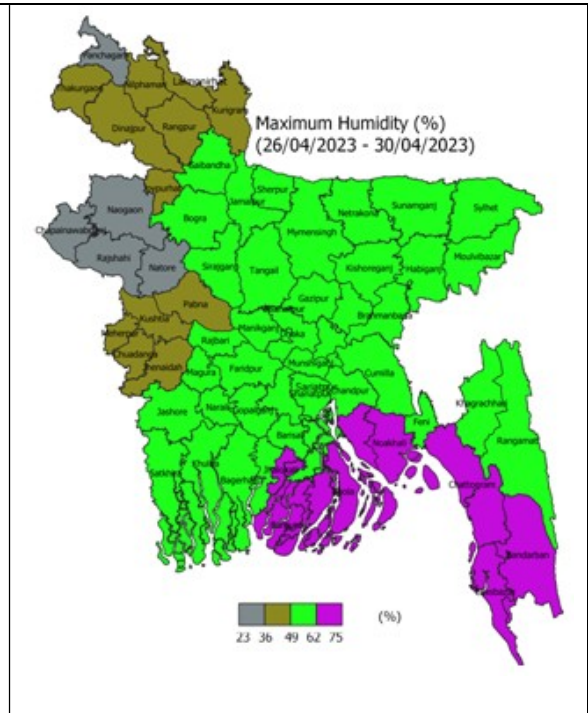 Panchagarh
Thakurgaon
Nilphamari
Lalmonirhat
Kurigram
Dinajpur
Rangpur
Maximum Humidity (%)
(26/04/2023 - 30/04/2023)
Gaibandha
Joypurhat
Sherpur
Jamalpur
Naogaon
Bogra
Netrakona
Sunamganj
Sylhet
Chapainawabganj
Mymensingh
Rajshahi
Natore
Sirajganj
Tangail
Kishoreganj
Habiganj
Moulvibazar
Pabna
Gazipur
Kushtia
Brahmanbaria
Meherpur
Manikganj
Dhaka
Rajbari
Chuadanga
Jhenaidah
Magura
Faridpur
Munshiganj
Cumilla
Chandpur
Khagrachhari
Jashore
Narail
Gopalganj
Feni
Rangamati
Barisal
Noakhali
Satkhira
Khulna
Bagerhat
Bhola
Chattogram
Bandarban
(%)
23 36 49 62 75